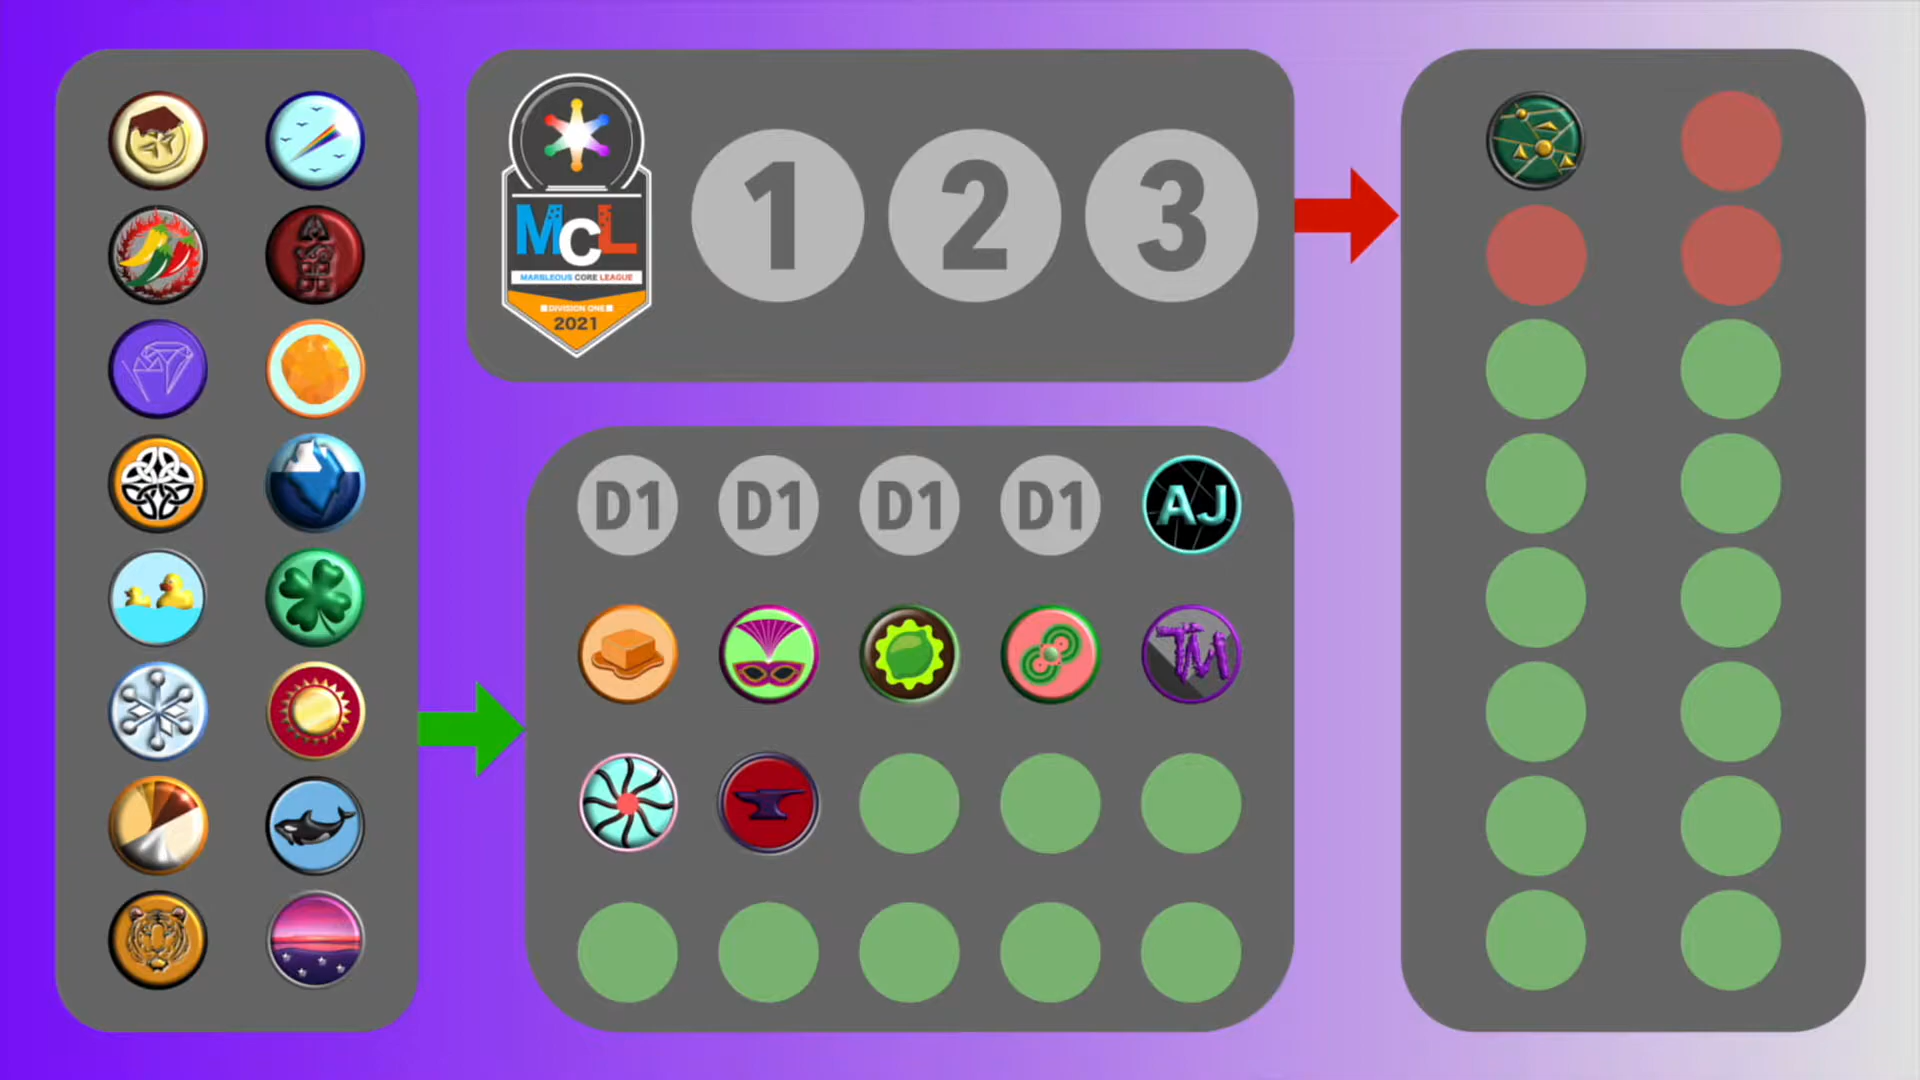 MCL
MARBLEOUS CORE LEAGUE
DIVISION ONE
2021
1
2
3
D1
D1
D1
D1
AJ
TM